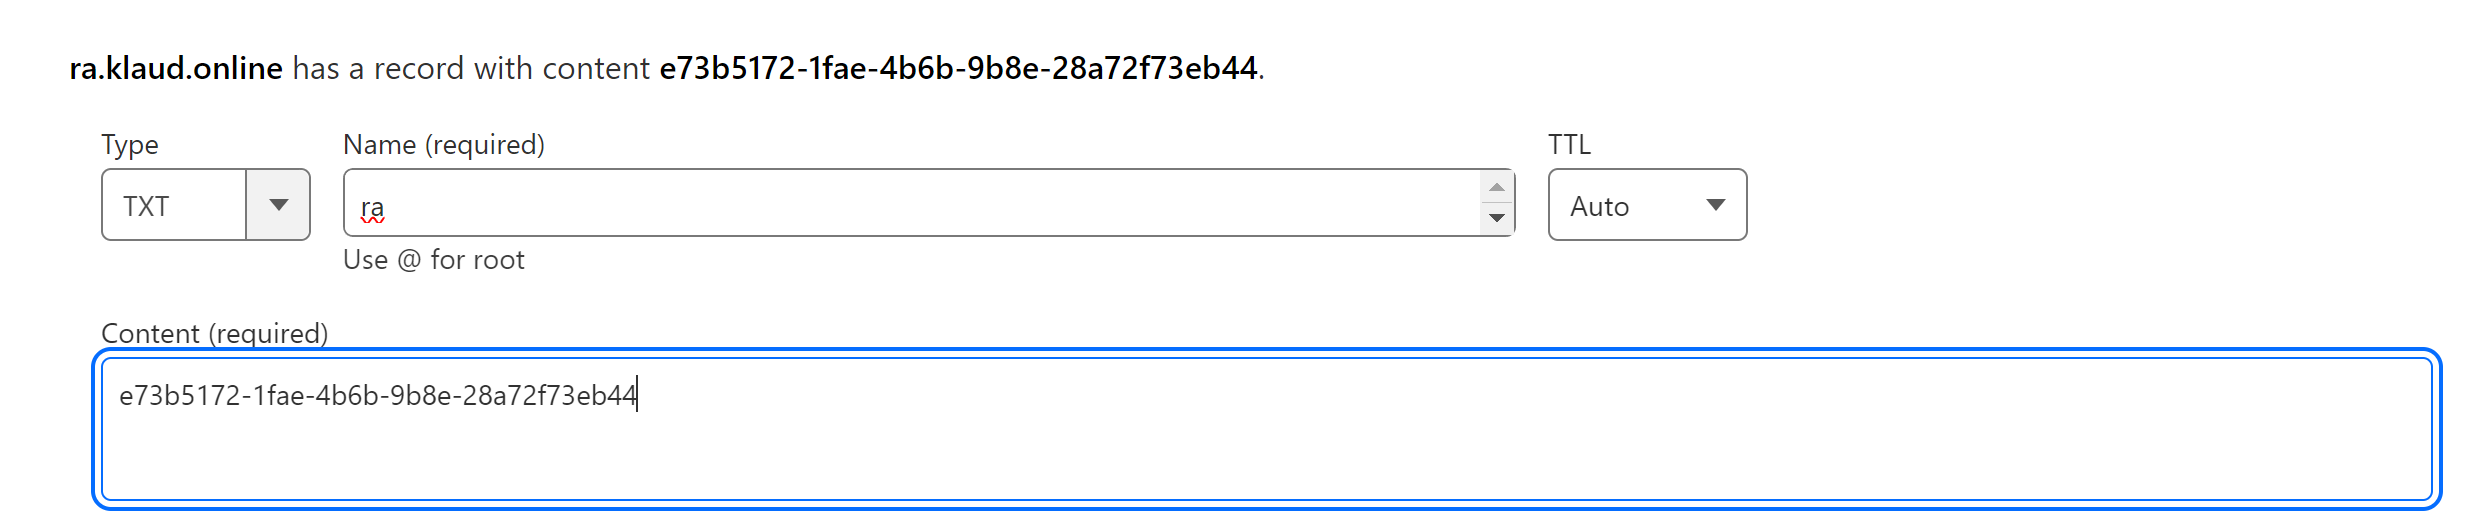 ra.klaud.online has a record with content e73b5172-1fae-4b6b-9b8e-28a72f73eb44.
Type
Name (required)
TTL
TXT
ra
Auto
Use @ for root
Content (required)
e73b5172-1fae-4b6b-9b8e-28a72f73eb44